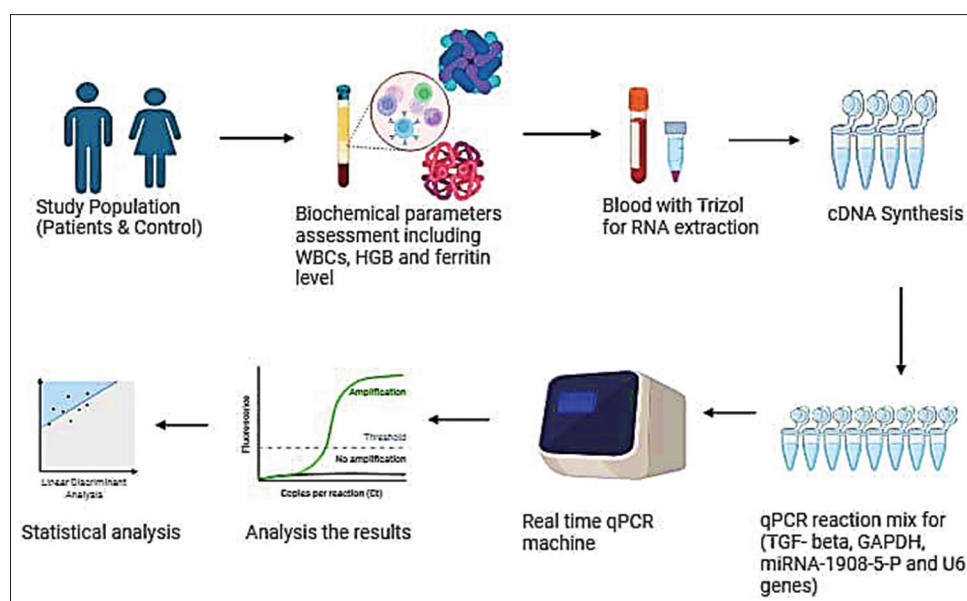 Study Population
(Patients & Control)
Biochemical parameters
assessment including
WBCs, HGB and ferritin
level
Blood with Trizol
for RNA extraction
cDNA Synthesis
qPCR reaction mix for
(TGF- beta, GAPDH,
miRNA-1908-5-P and U6
genes)
Real time qPCR
machine
Fluorescence
Amplification
Threshold
No amplification
Copies per reaction (Ct)
Analysis the results
Linear Discriminant
Analysis
Statistical analysis